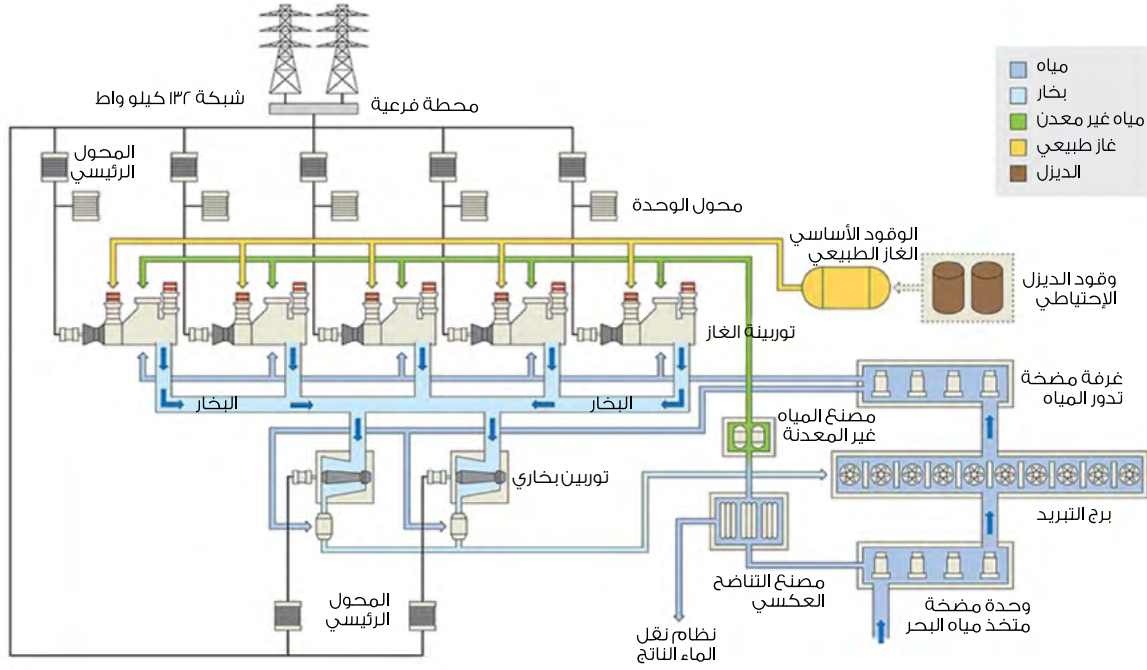 شبكة ١٣٢ كيلو واط
محطة فرعية
مياه
بخار
مياه غير معدن
غاز طبيعي
الديزل
المحول
الرئيسي
محول الوحدة
الوقود الأساسي
الغاز الطبيعي
وقود الديزل
الإحتياطي
توربينة الغاز
غرفة مضخة
تدور المياه
البخار
البخار
مصنع المياه
غير المعدنة
توربين بخاري
برج التبريد
مصنع التناضح
العكسي
وحدة مضخة
متخذ مياه البحر
المحول
الرئيسي
نظام نقل
الماء الناتج